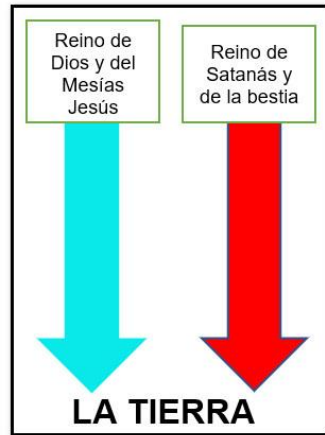 Reino de
Dios y del
Mesías
Jesús
Reino de
Satanás y
de la bestia
LA TIERRA